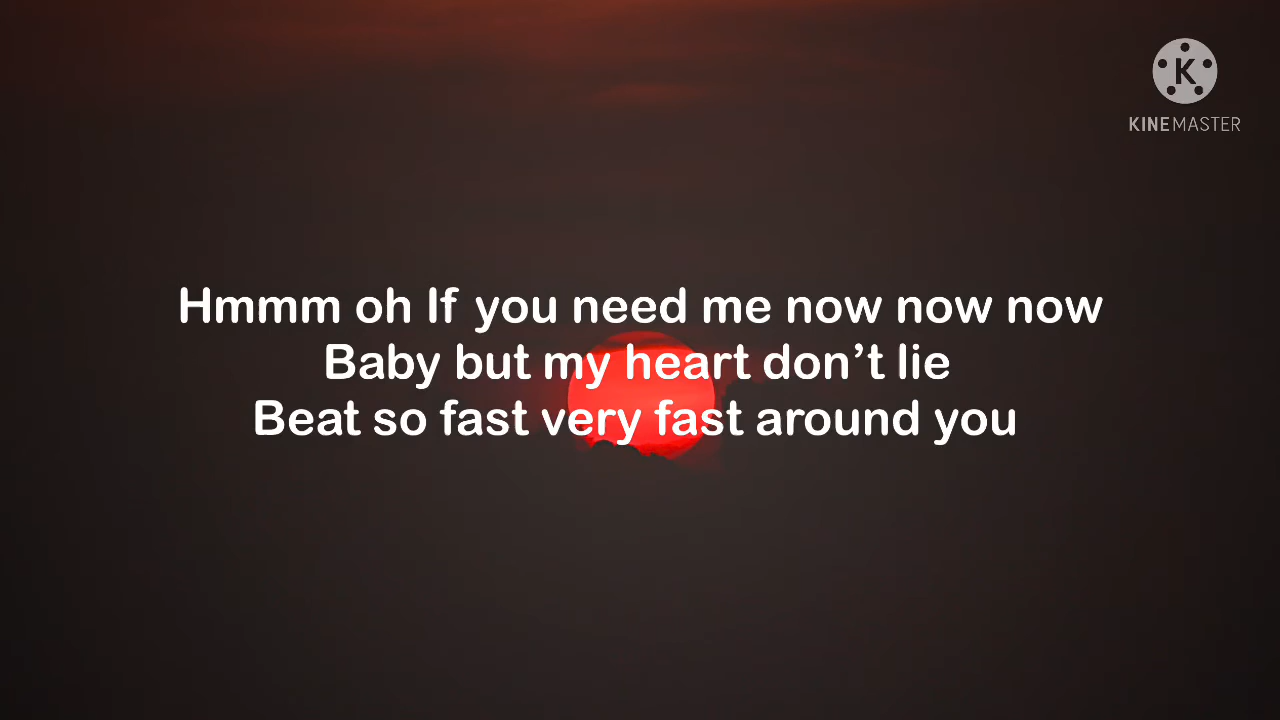 K
KINEMASTER
Hmmm oh If you need me now now now
Baby but my heart don’t lie
Beat so fast very fast around you